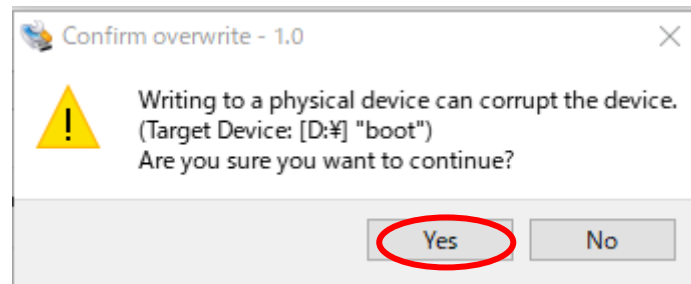 Confirm overwrite - 1.0
Writing to a physical device can corrupt the device.
(Target Device: [D:¥] "boot")
Are you sure you want to continue?
Yes
No